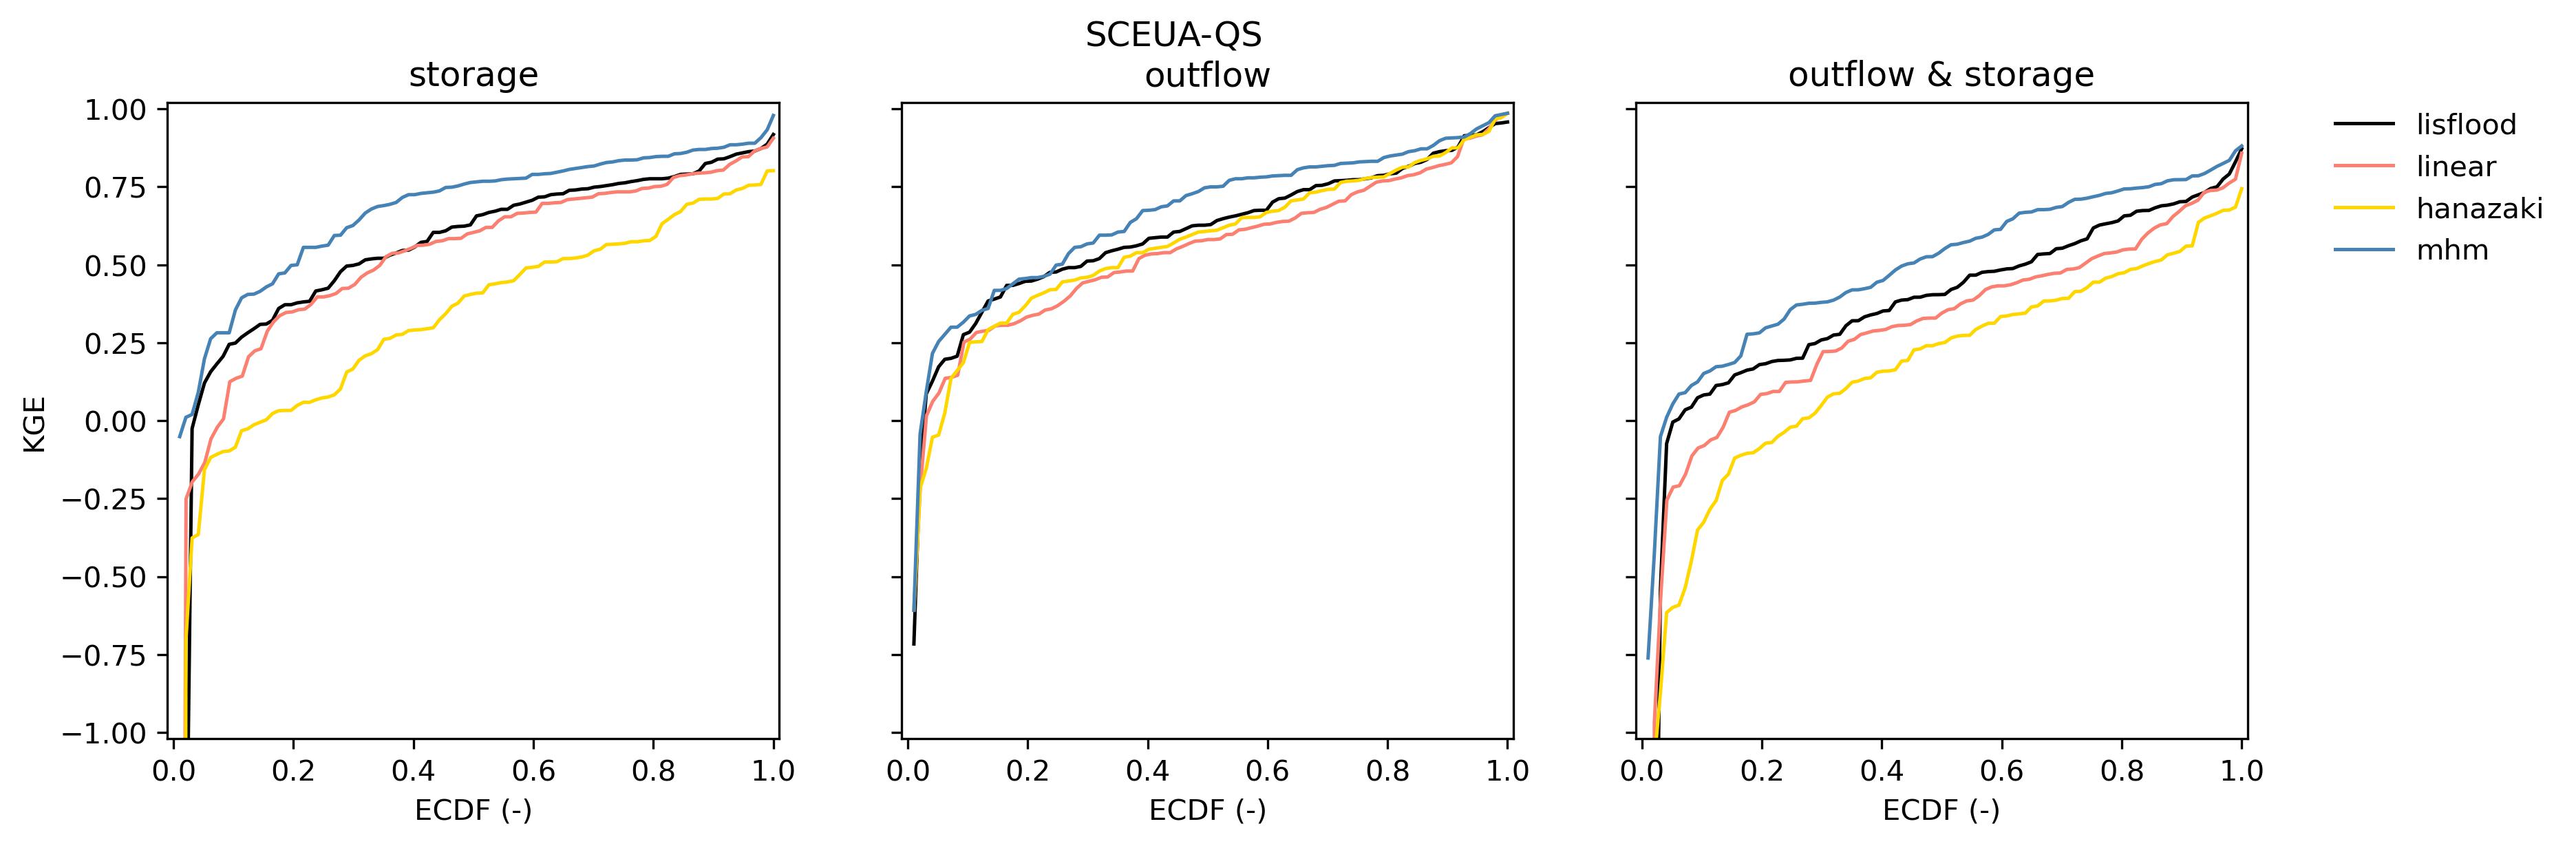 SCEUA-QS
storage
outflow
outflow & storage
1.00
0.75
0.50
0.25
0.00
−0.25
−0.50
−0.75
−1.00
KGE
0.0 0.2 0.4 0.6 0.8 1.0
0.0 0.2 0.4 0.6 0.8 1.0
0.0 0.2 0.4 0.6 0.8 1.0
ECDF (-)
ECDF (-)
ECDF (-)
lisflood
linear
hanazaki
mhm